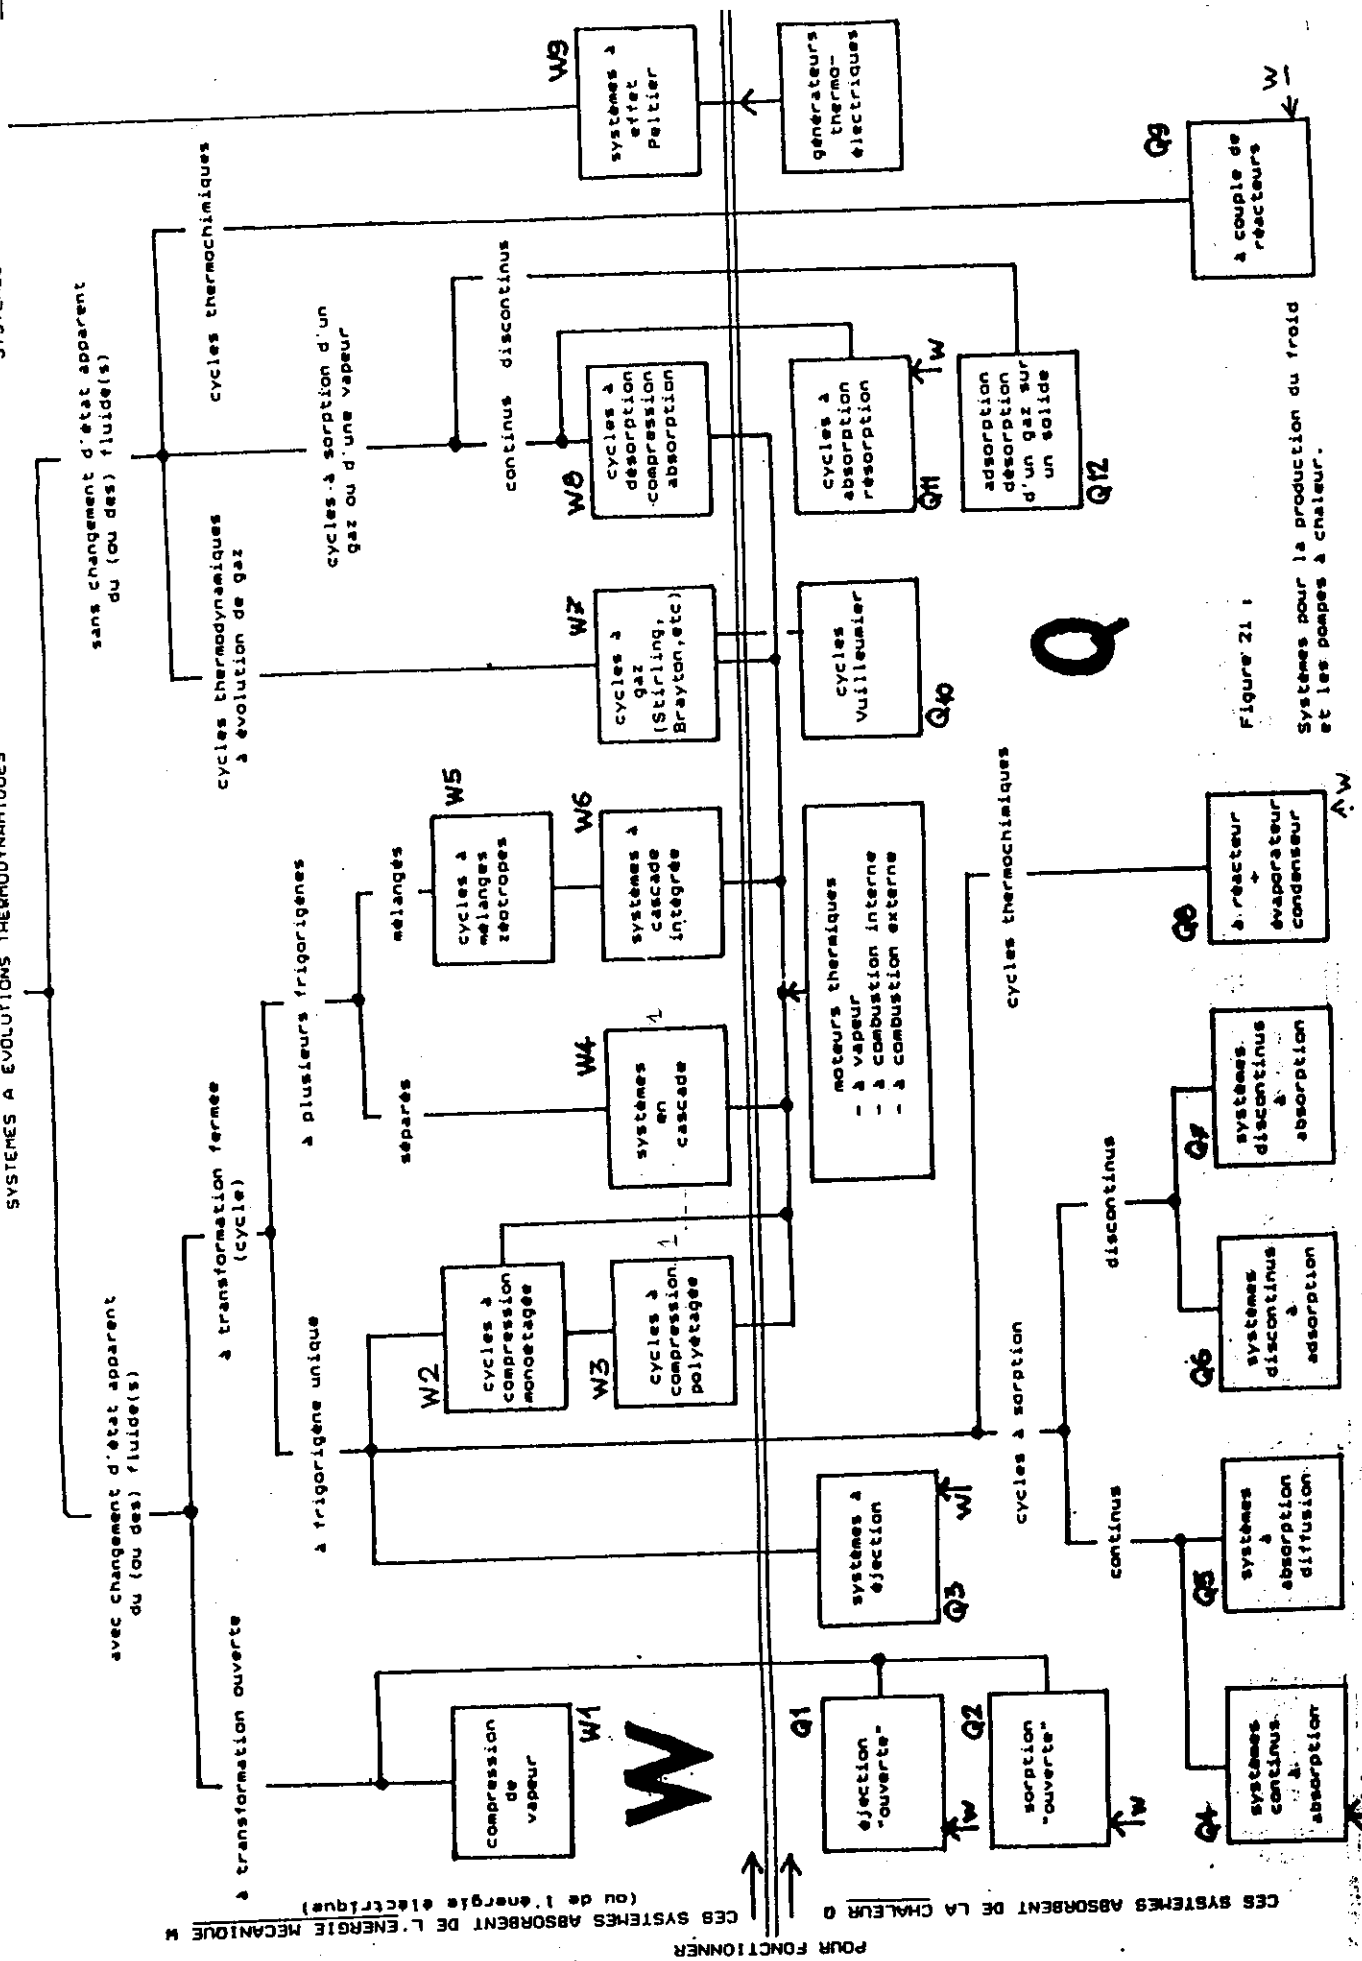 SYSTEMES A EVOLUTIONS THERMODYNAMIQUES
avec changement d'état apparent
du (ou des) fluide(s)
sans changement d'état apparent
du (ou des) fluide(s)
à transformation ouverte
à transformation fermée
(cycle)
cycles thermodynamiques
à évolution de gaz
cycles à sorption d'un
gaz ou d'une vapeur
cycles thermochimiques
à frigorigène unique
à plusieurs frigorigènes
séparés
mélangés
continus
discontinus
W1
compression
de
vapeur
W2
cycles à
compression
monoétagée
W3
cycles à
compression
polyétagée
1
W4
systèmes
en
cascade
1
W5
cycles à
mélanges
zéotropes
W6
systèmes à
cascade
intégrée
W7
cycles à
gaz
(Stirling,
Brayton,etc)
W8
cycles à
désorption
compression
absorption
W9
systèmes à
effet
Peltier
W
CES SYSTEMES ABSORBENT DE L'ENERGIE MECANIQUE W
(ou de l'énergie électrique)
POUR FONCTIONNER
CES SYSTEMES ABSORBENT DE LA CHALEUR Q
Q1
éjection
"ouverte"
W
Q2
sorption
"ouverte"
W
Q3
systèmes à
éjection
W
moteurs thermiques
- à vapeur
- à combustion interne
- à combustion externe
Q10
cycles
Vuilleumier
Q11
cycles à
absorption
résorption
W
Q12
adsorption
désorption
d'un gaz sur
un solide
générateurs
thermo-
électriques
cycles à sorption
cycles thermochimiques
continus
discontinus
Q4
systèmes
continus
à
absorption
Q5
systèmes
à
absorption
diffusion
Q6
systèmes
discontinus
à
adsorption
Q7
systèmes
discontinus
à
absorption
Q8
à réacteur
+
évaporateur
condenseur
W
Q9
à couple de
réacteurs
W
Q
Figure 21 :
Systèmes pour la production du froid
et les pompes à chaleur.